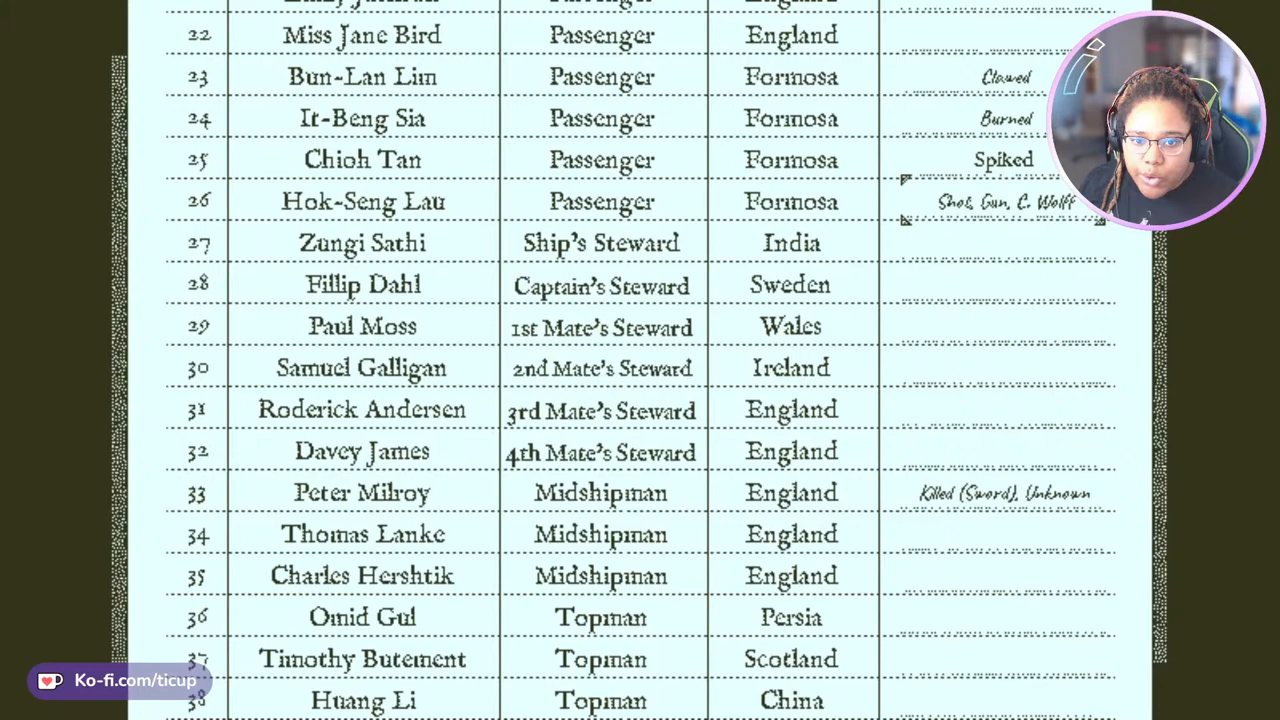 22 Miss Jane Bird Passenger England
23 Bun-Lan Lim Passenger Formosa Clawed
24 It-Beng Sia Passenger Formosa Burned
25 Chioh Tan Passenger Formosa Spiked
26 Hok-Seng Lau Passenger Formosa Shot, Gun, C. Wolff
27 Zungi Sathi Ship's Steward India
28 Fillip Dahl Captain's Steward Sweden
29 Paul Moss 1st Mate's Steward Wales
30 Samuel Galligan 2nd Mate's Steward Ireland
31 Roderick Andersen 3rd Mate's Steward England
32 Davey James 4th Mate's Steward England
33 Peter Milroy Midshipman England Killed (Sword), Unknown
34 Thomas Lanke Midshipman England
35 Charles Hershtik Midshipman England
36 Omid Gul Topman Persia
37 Timothy Butement Topman Scotland
Ko-fi.com/ticup
38 Huang Li Topman China